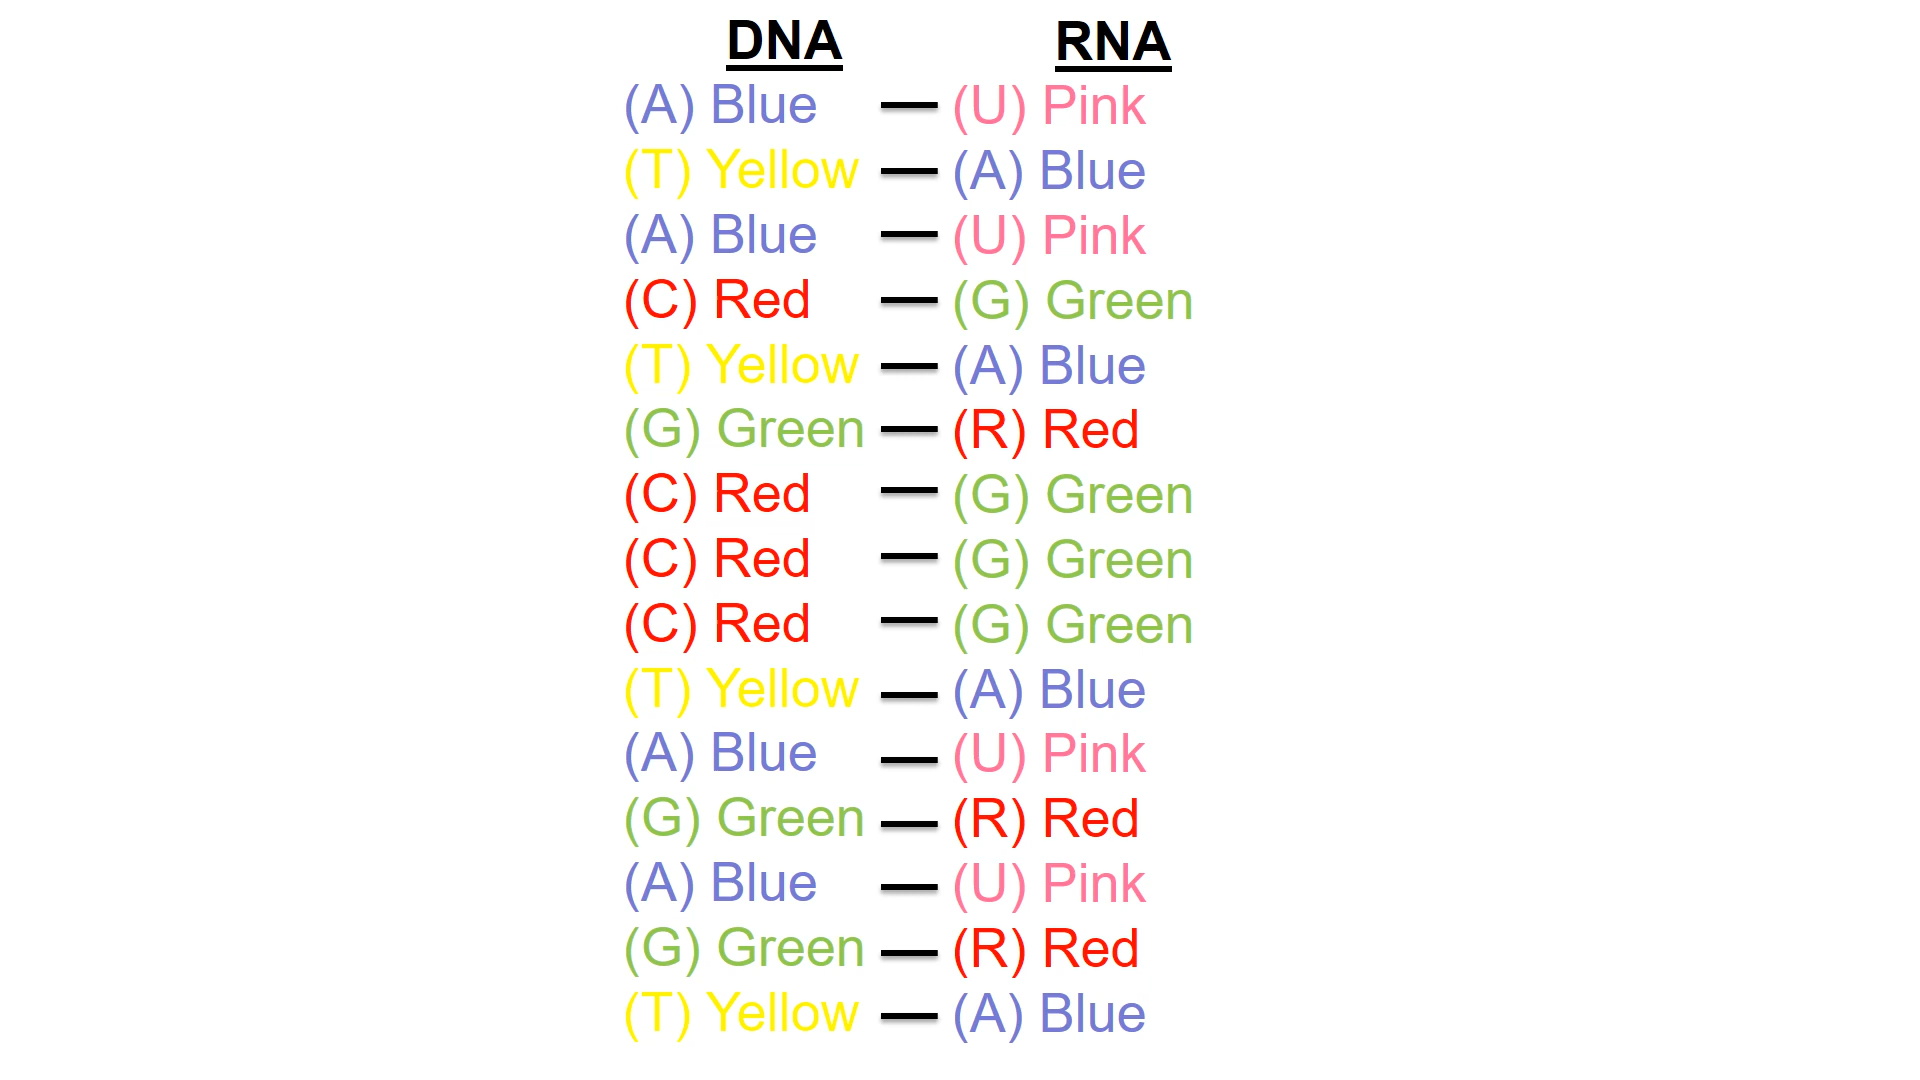 DNA RNA
(A) Blue — (U) Pink
(T) Yellow — (A) Blue
(A) Blue — (U) Pink
(C) Red — (G) Green
(T) Yellow — (A) Blue
(G) Green — (R) Red
(C) Red — (G) Green
(C) Red — (G) Green
(C) Red — (G) Green
(T) Yellow — (A) Blue
(A) Blue — (U) Pink
(G) Green — (R) Red
(A) Blue — (U) Pink
(G) Green — (R) Red
(T) Yellow — (A) Blue